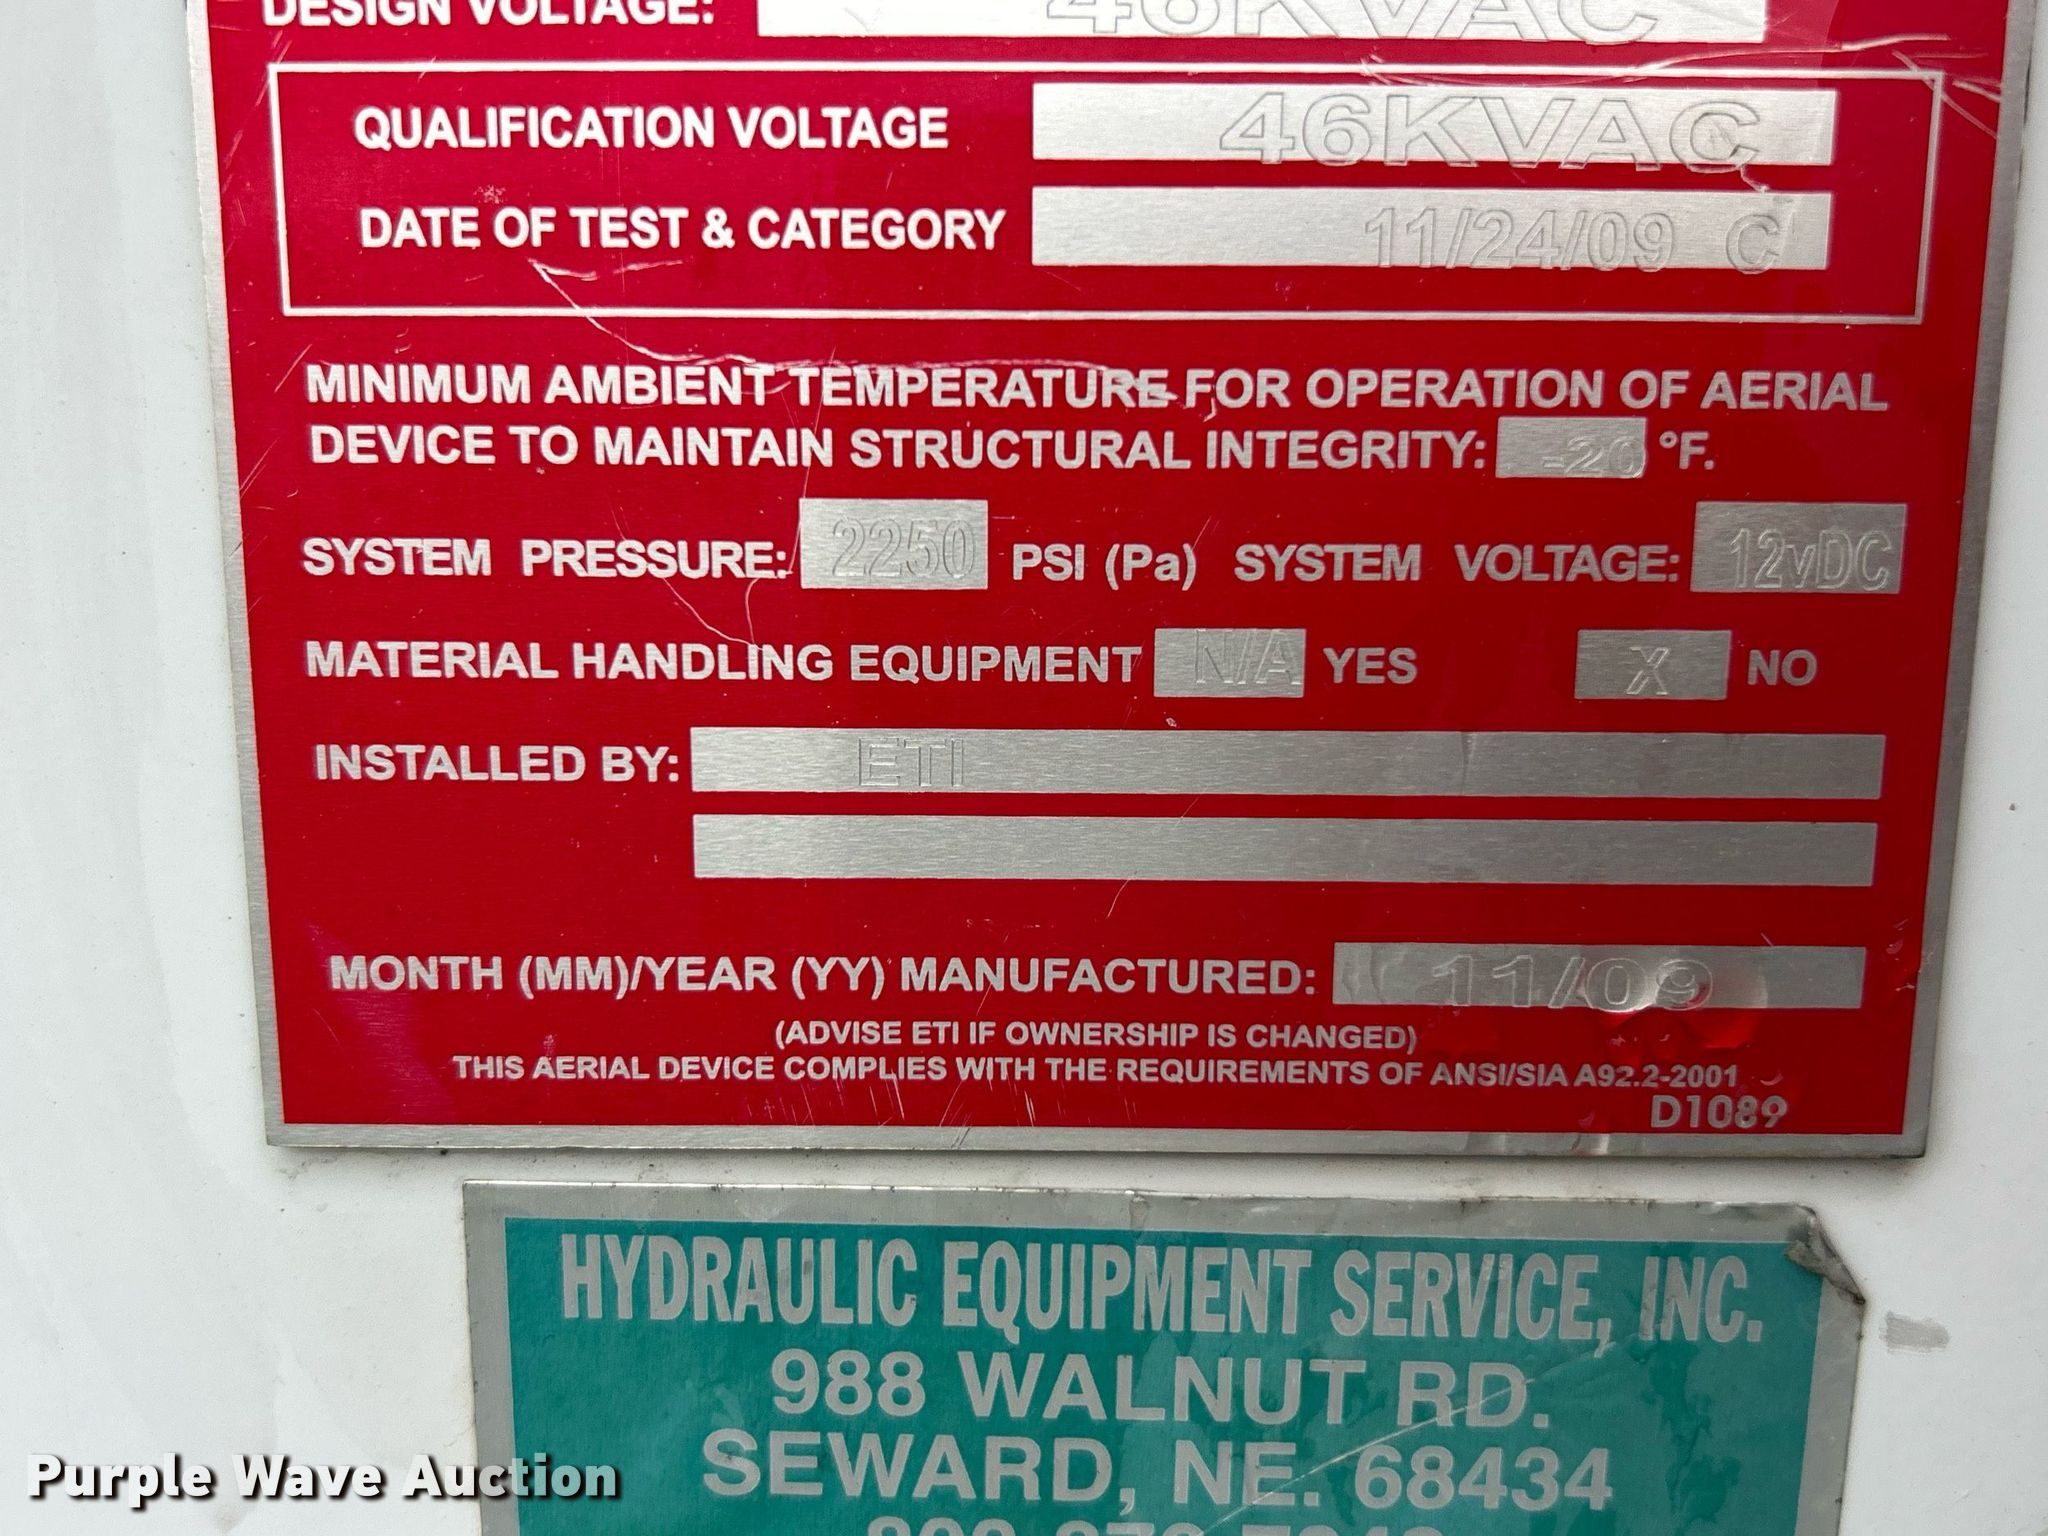 DESIGN VOLTAGE: 46KVAC
QUALIFICATION VOLTAGE 46KVAC
DATE OF TEST & CATEGORY 11/24/09 C
MINIMUM AMBIENT TEMPERATURE FOR OPERATION OF AERIAL
DEVICE TO MAINTAIN STRUCTURAL INTEGRITY: -20 °F.
SYSTEM PRESSURE: 2250 PSI (Pa) SYSTEM VOLTAGE: 12vDC
MATERIAL HANDLING EQUIPMENT N/A YES X NO
INSTALLED BY: ETI
MONTH (MM)/YEAR (YY) MANUFACTURED: 11/09
(ADVISE ETI IF OWNERSHIP IS CHANGED)
THIS AERIAL DEVICE COMPLIES WITH THE REQUIREMENTS OF ANSI/SIA A92.2-2001
D1089
HYDRAULIC EQUIPMENT SERVICE, INC.
988 WALNUT RD.
SEWARD, NE. 68434
Purple Wave Auction